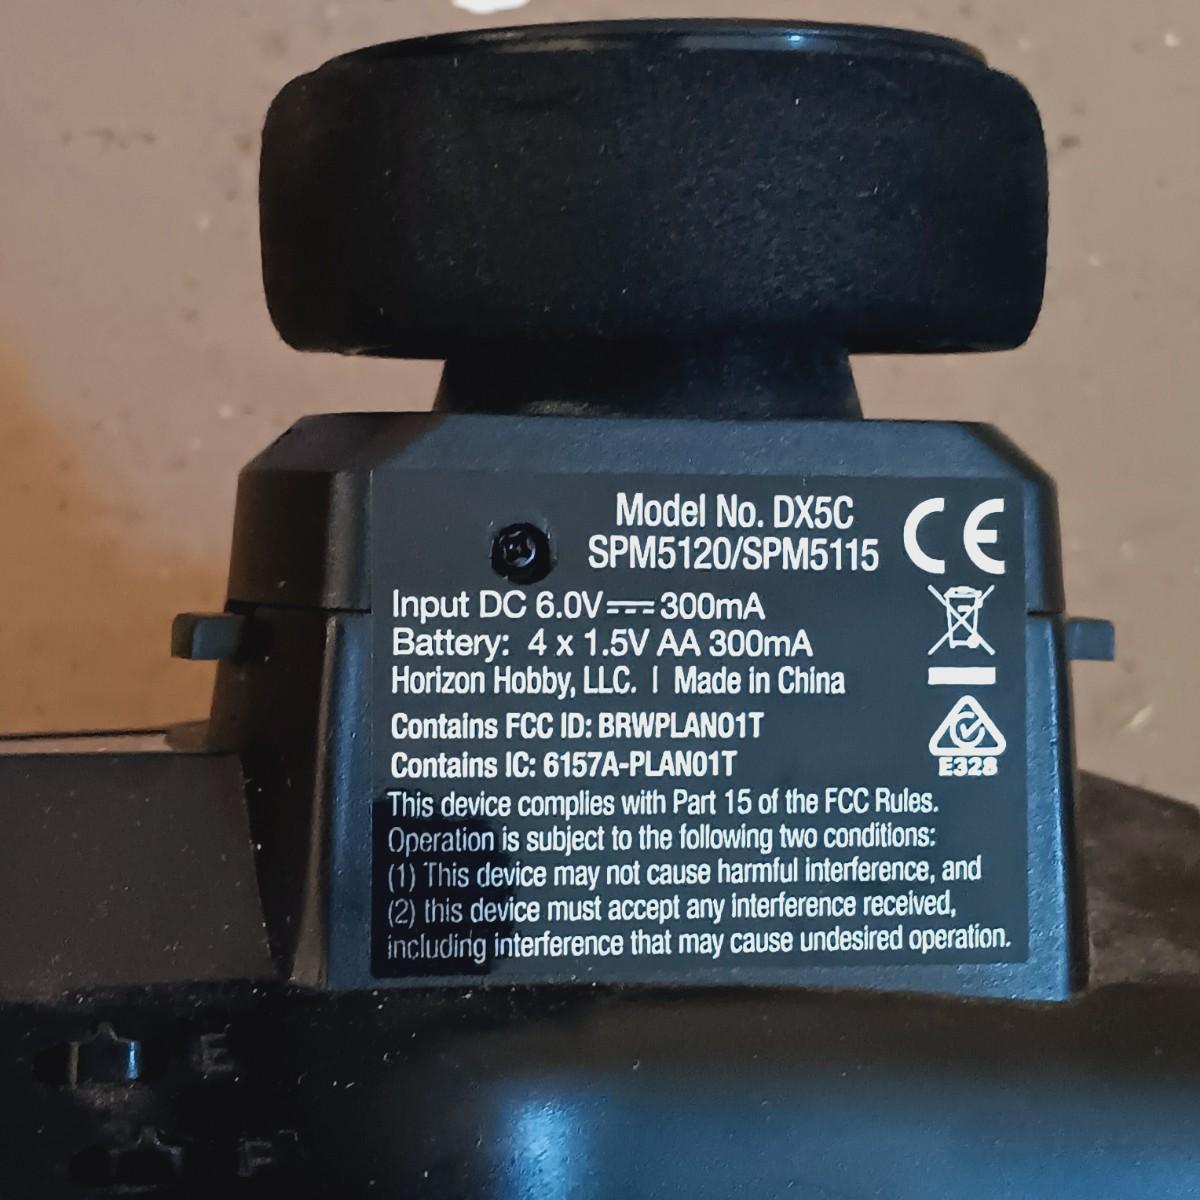 Model No. DX5C
SPM5120/SPM5115
CE
Input DC 6.0V⎓300mA
Battery: 4 x 1.5V AA 300mA
Horizon Hobby, LLC. | Made in China
Contains FCC ID: BRWPLAN01T
Contains IC: 6157A-PLAN01T
E328
This device complies with Part 15 of the FCC Rules.
Operation is subject to the following two conditions:
(1) This device may not cause harmful interference, and
(2) this device must accept any interference received,
including interference that may cause undesired operation.
E
F